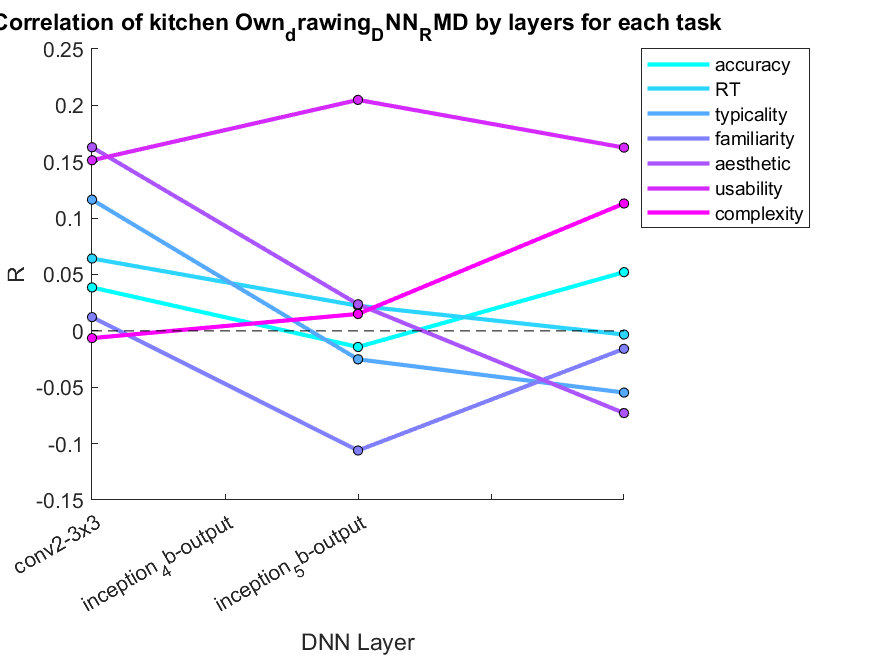 Correlation of kitchen Own_drawing_DNN_RMD by layers for each task
0.25
0.2
0.15
0.1
0.05
0
-0.05
-0.1
-0.15
R
conv2-3x3
inception_4b-output
inception_5b-output
DNN Layer
accuracy
RT
typicality
familiarity
aesthetic
usability
complexity